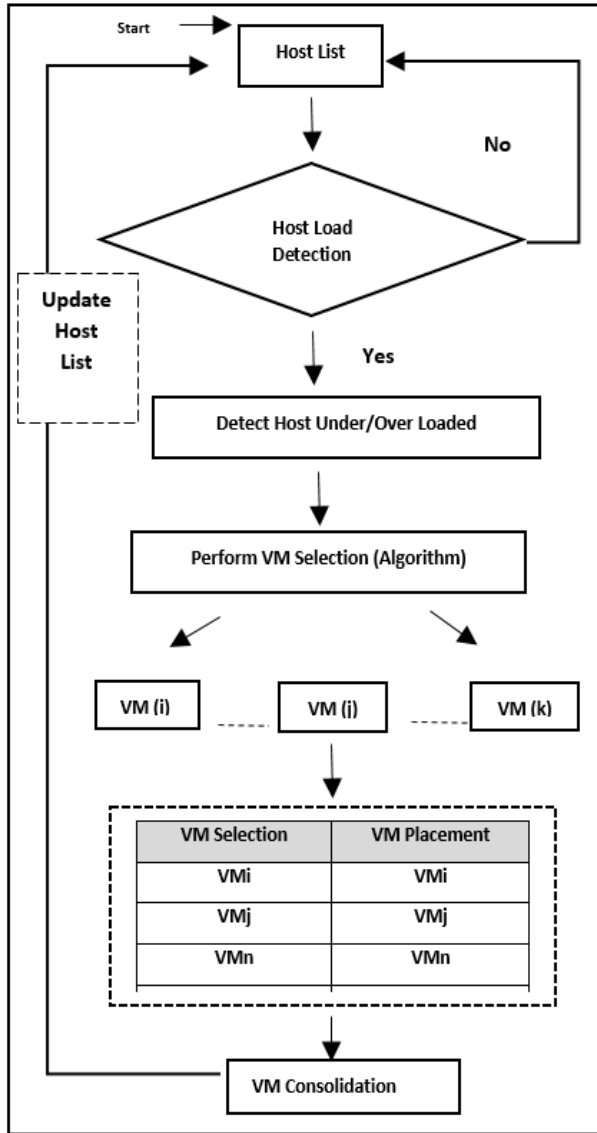 Start
Host List
No
Host Load
Detection
Update
Host
List
Yes
Detect Host Under/Over Loaded
Perform VM Selection (Algorithm)
VM (i)
VM (j)
VM (k)
VM Selection VM Placement
VMi VMi
VMj VMj
VMn VMn
VM Consolidation